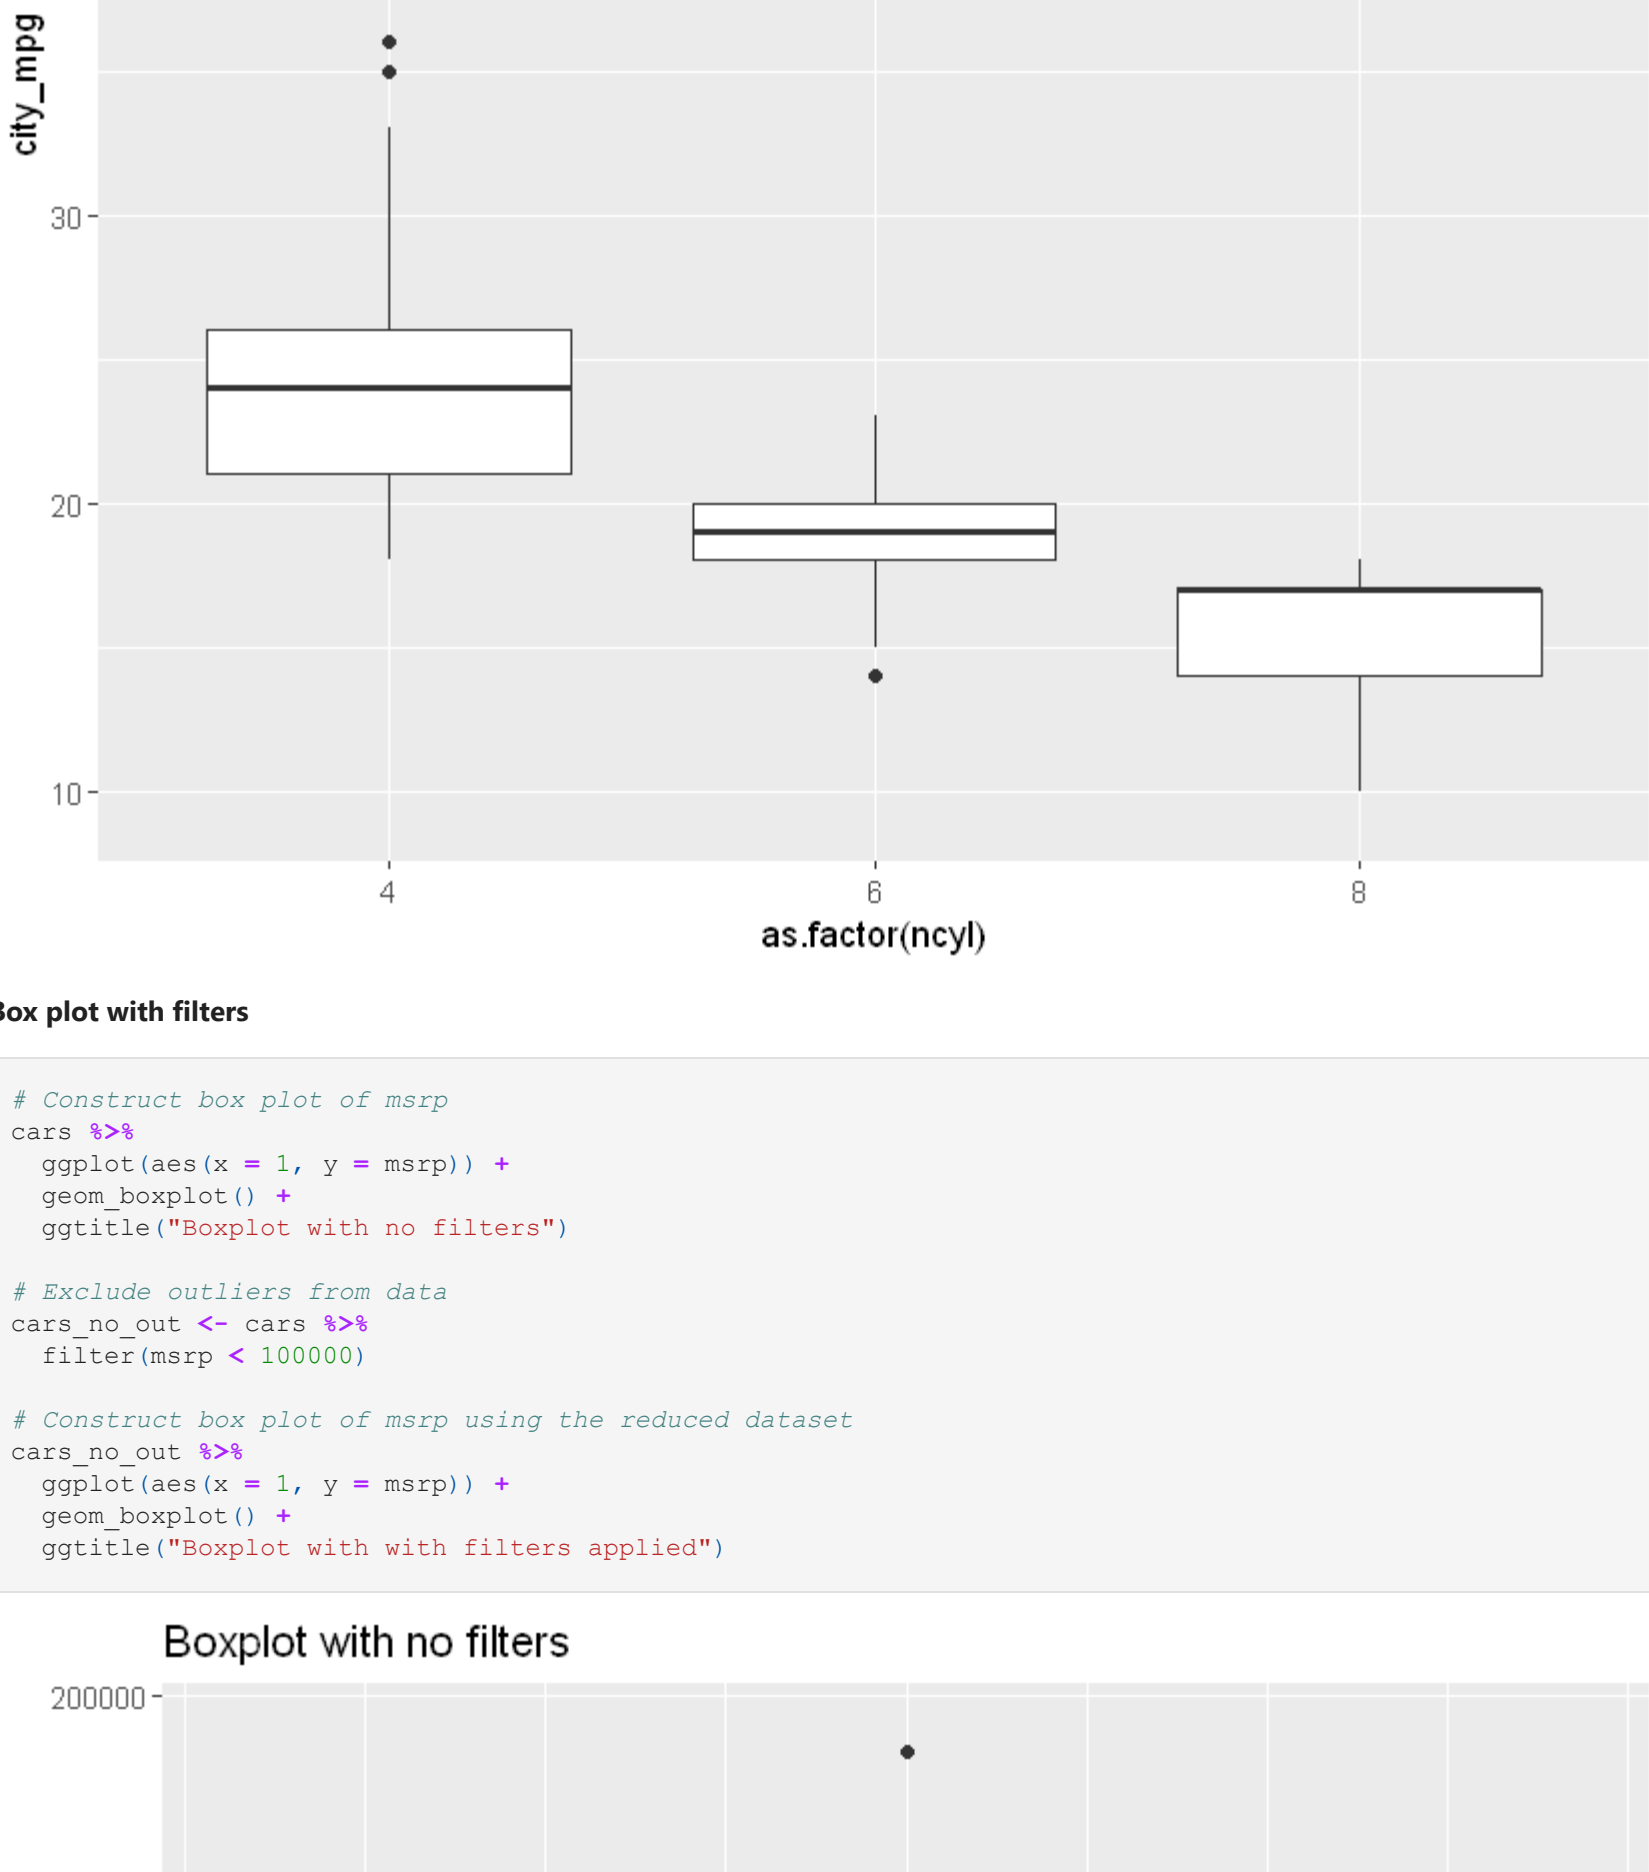 city_mpg
30
20
10
4 6 8
as.factor(ncyl)
Box plot with filters
# Construct box plot of msrp
cars %>%
  ggplot(aes(x = 1, y = msrp)) +
  geom_boxplot() +
  ggtitle("Boxplot with no filters")
# Exclude outliers from data
cars_no_out <- cars %>%
  filter(msrp < 100000)
# Construct box plot of msrp using the reduced dataset
cars_no_out %>%
  ggplot(aes(x = 1, y = msrp)) +
  geom_boxplot() +
  ggtitle("Boxplot with with filters applied")
Boxplot with no filters
200000